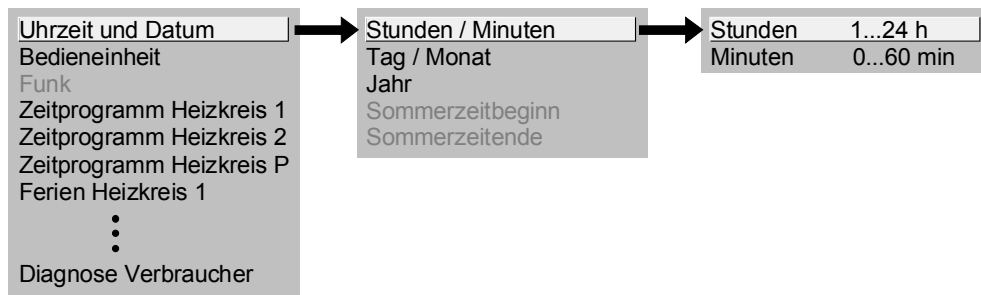 Uhrzeit und Datum
Bedieneinheit
Funk
Zeitprogramm Heizkreis 1
Zeitprogramm Heizkreis 2
Zeitprogramm Heizkreis P
Ferien Heizkreis 1
Diagnose Verbraucher
Stunden / Minuten
Tag / Monat
Jahr
Sommerzeitbeginn
Sommerzeitende
Stunden 1...24 h
Minuten 0...60 min